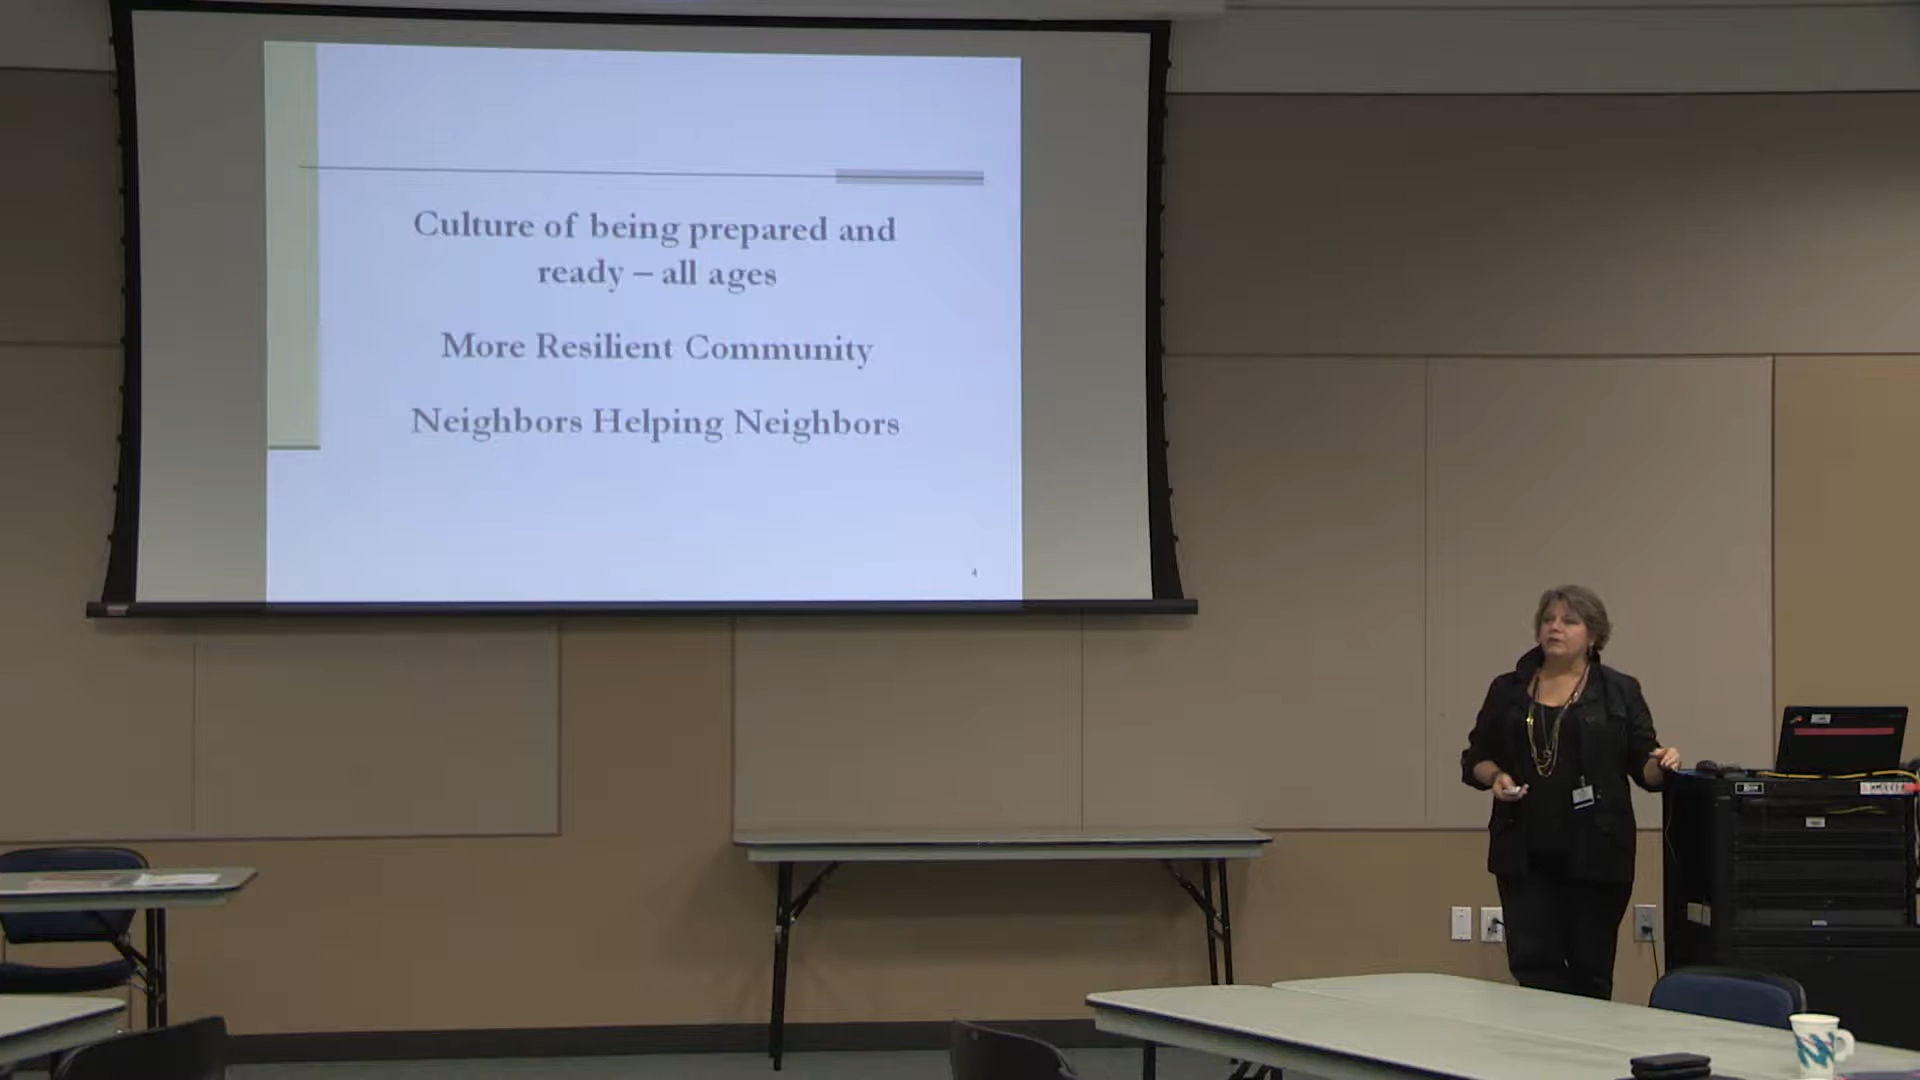 Culture of being prepared and
ready – all ages
More Resilient Community
Neighbors Helping Neighbors
4